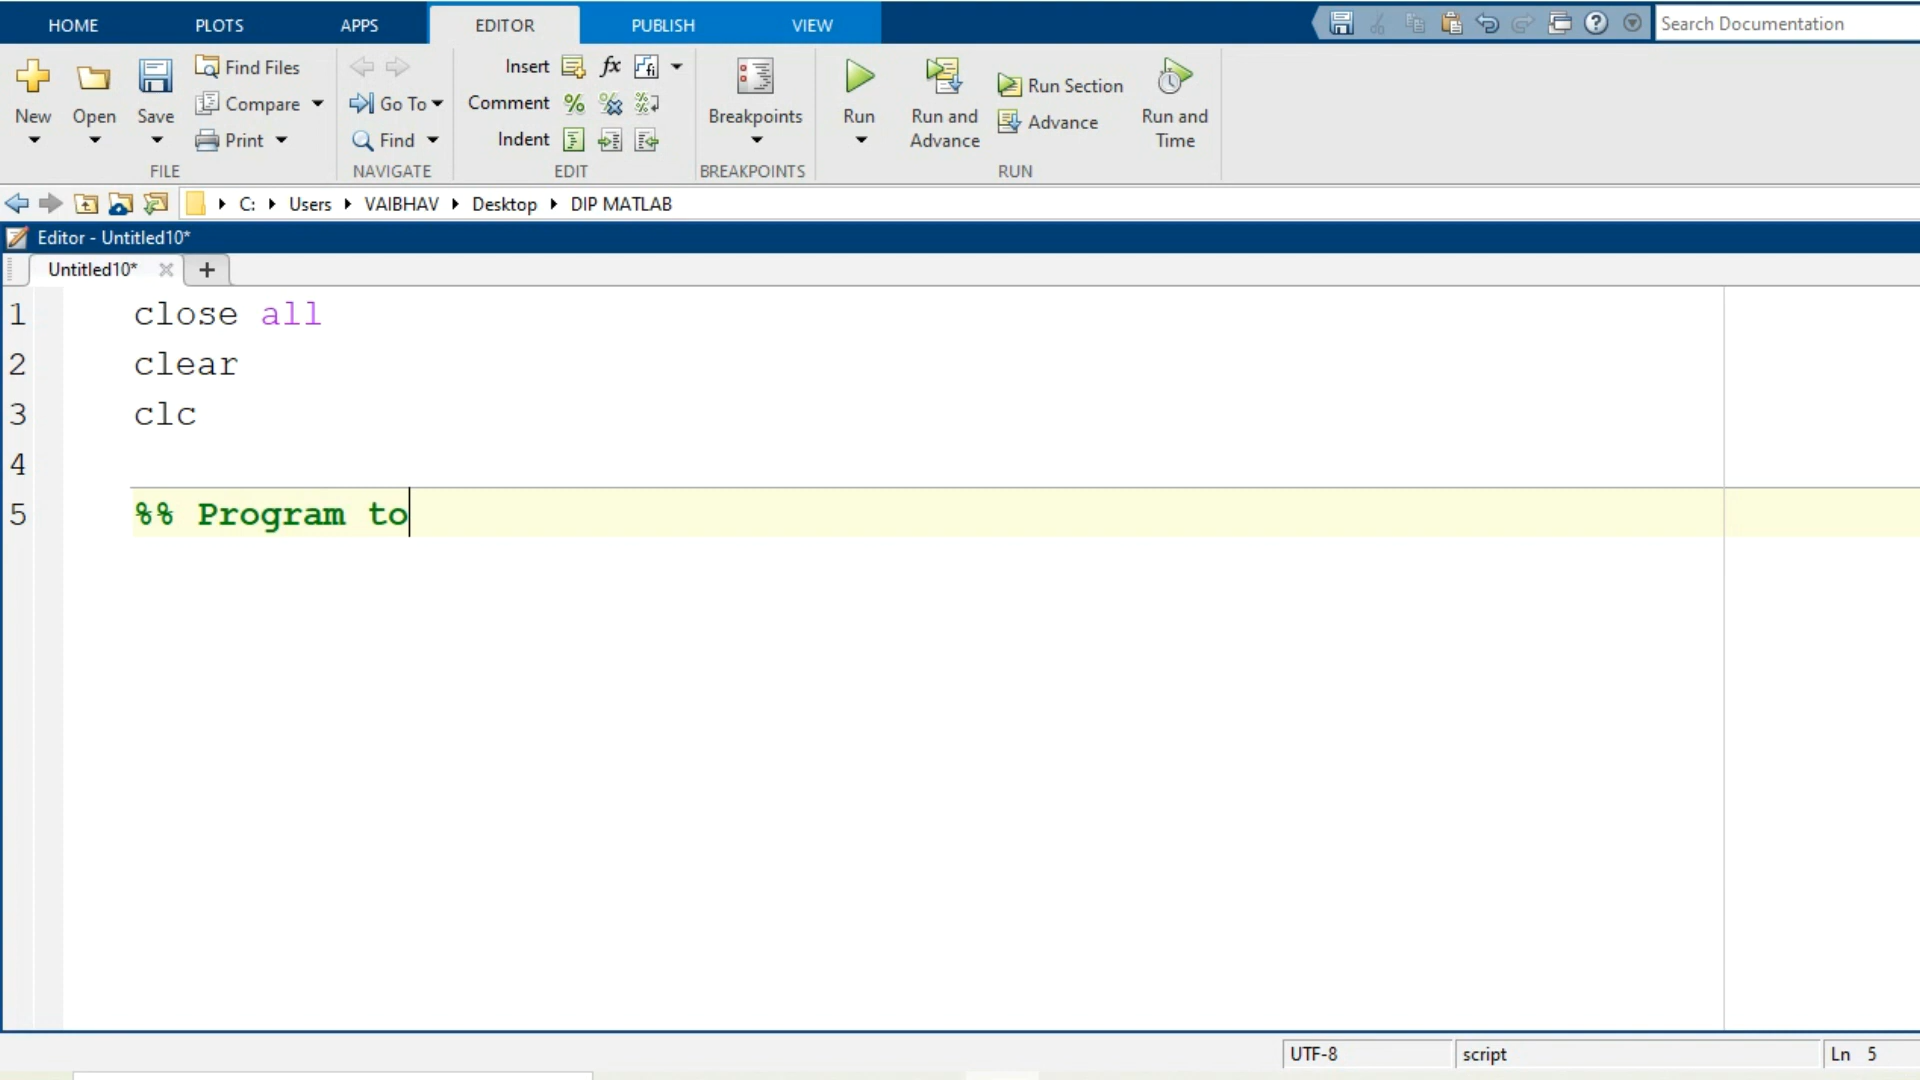 HOME PLOTS APPS EDITOR PUBLISH VIEW Search Documentation
New Open Save Find Files Compare Print
FILE
Go To Find
NAVIGATE
Insert fx fi
Comment % % %
Indent
EDIT
Breakpoints
BREAKPOINTS
Run Run and Advance Run Section Advance Run and Time
RUN
C: Users VAIBHAV Desktop DIP MATLAB
Editor - Untitled10*
Untitled10* × +
1 close all
2 clear
3 clc
4
5 %% Program to
UTF-8 script Ln 5